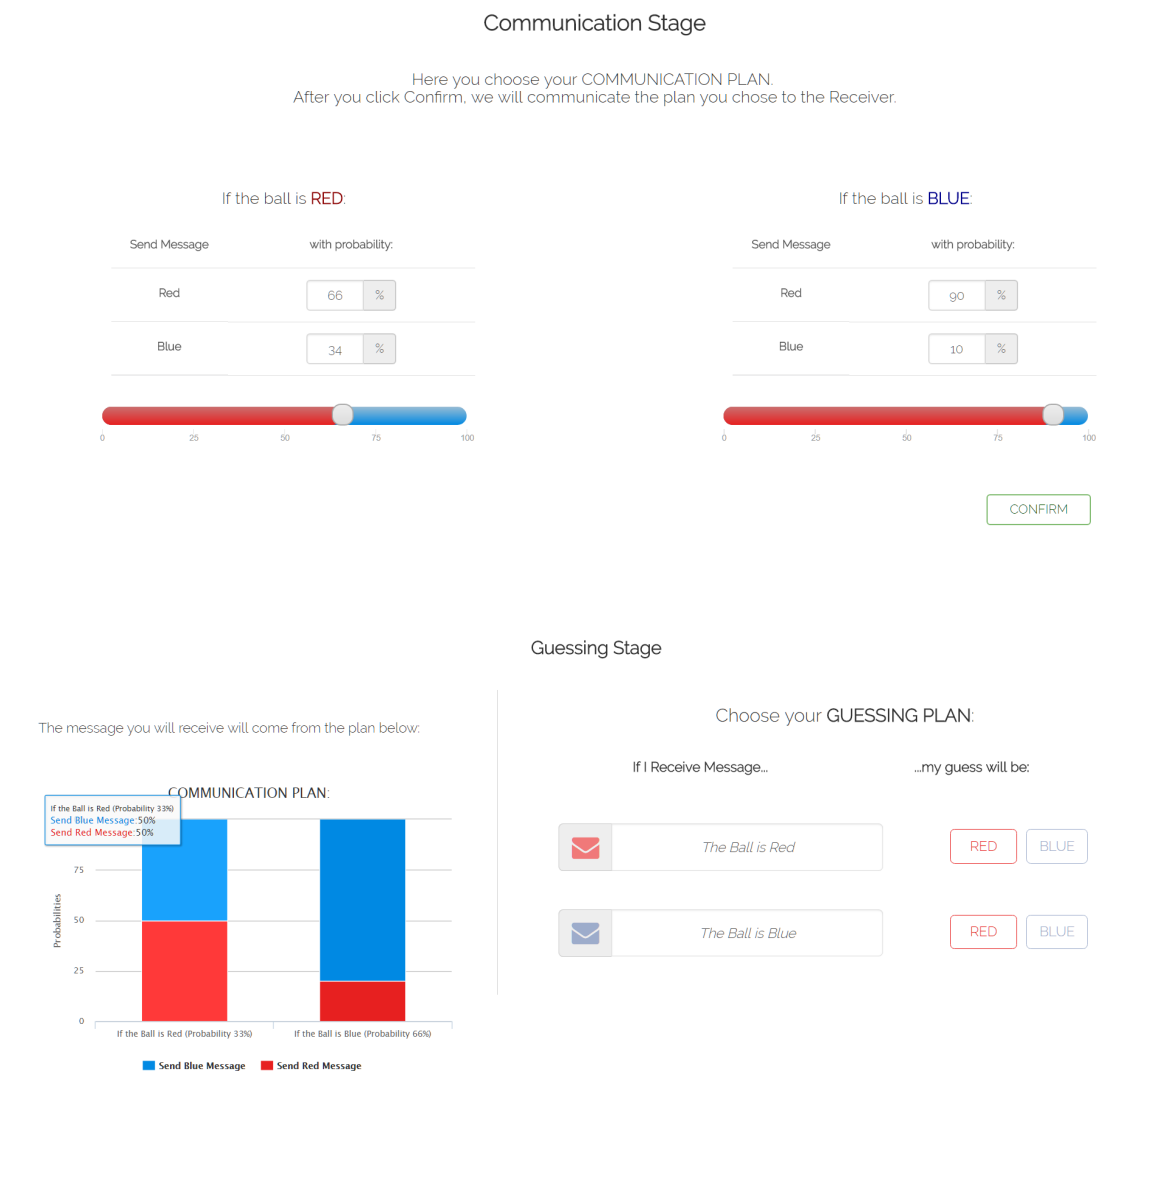 Communication Stage
Here you choose your COMMUNICATION PLAN.
After you click Confirm, we will communicate the plan you chose to the Receiver.
If the ball is RED:
Send Message with probability:
Red 66 %
Blue 34 %
0 25 50 75 100
If the ball is BLUE:
Send Message with probability:
Red 90 %
Blue 10 %
0 25 50 75 100
CONFIRM
Guessing Stage
The message you will receive will come from the plan below:
COMMUNICATION PLAN:
If the Ball is Red (Probability 33%)
Send Blue Message:50%
Send Red Message:50%
75
50
25
0
Probabilities
If the Ball is Red (Probability 33%) If the Ball is Blue (Probability 66%)
Send Blue Message Send Red Message
Choose your GUESSING PLAN:
If I Receive Message... ...my guess will be:
The Ball is Red RED BLUE
The Ball is Blue RED BLUE